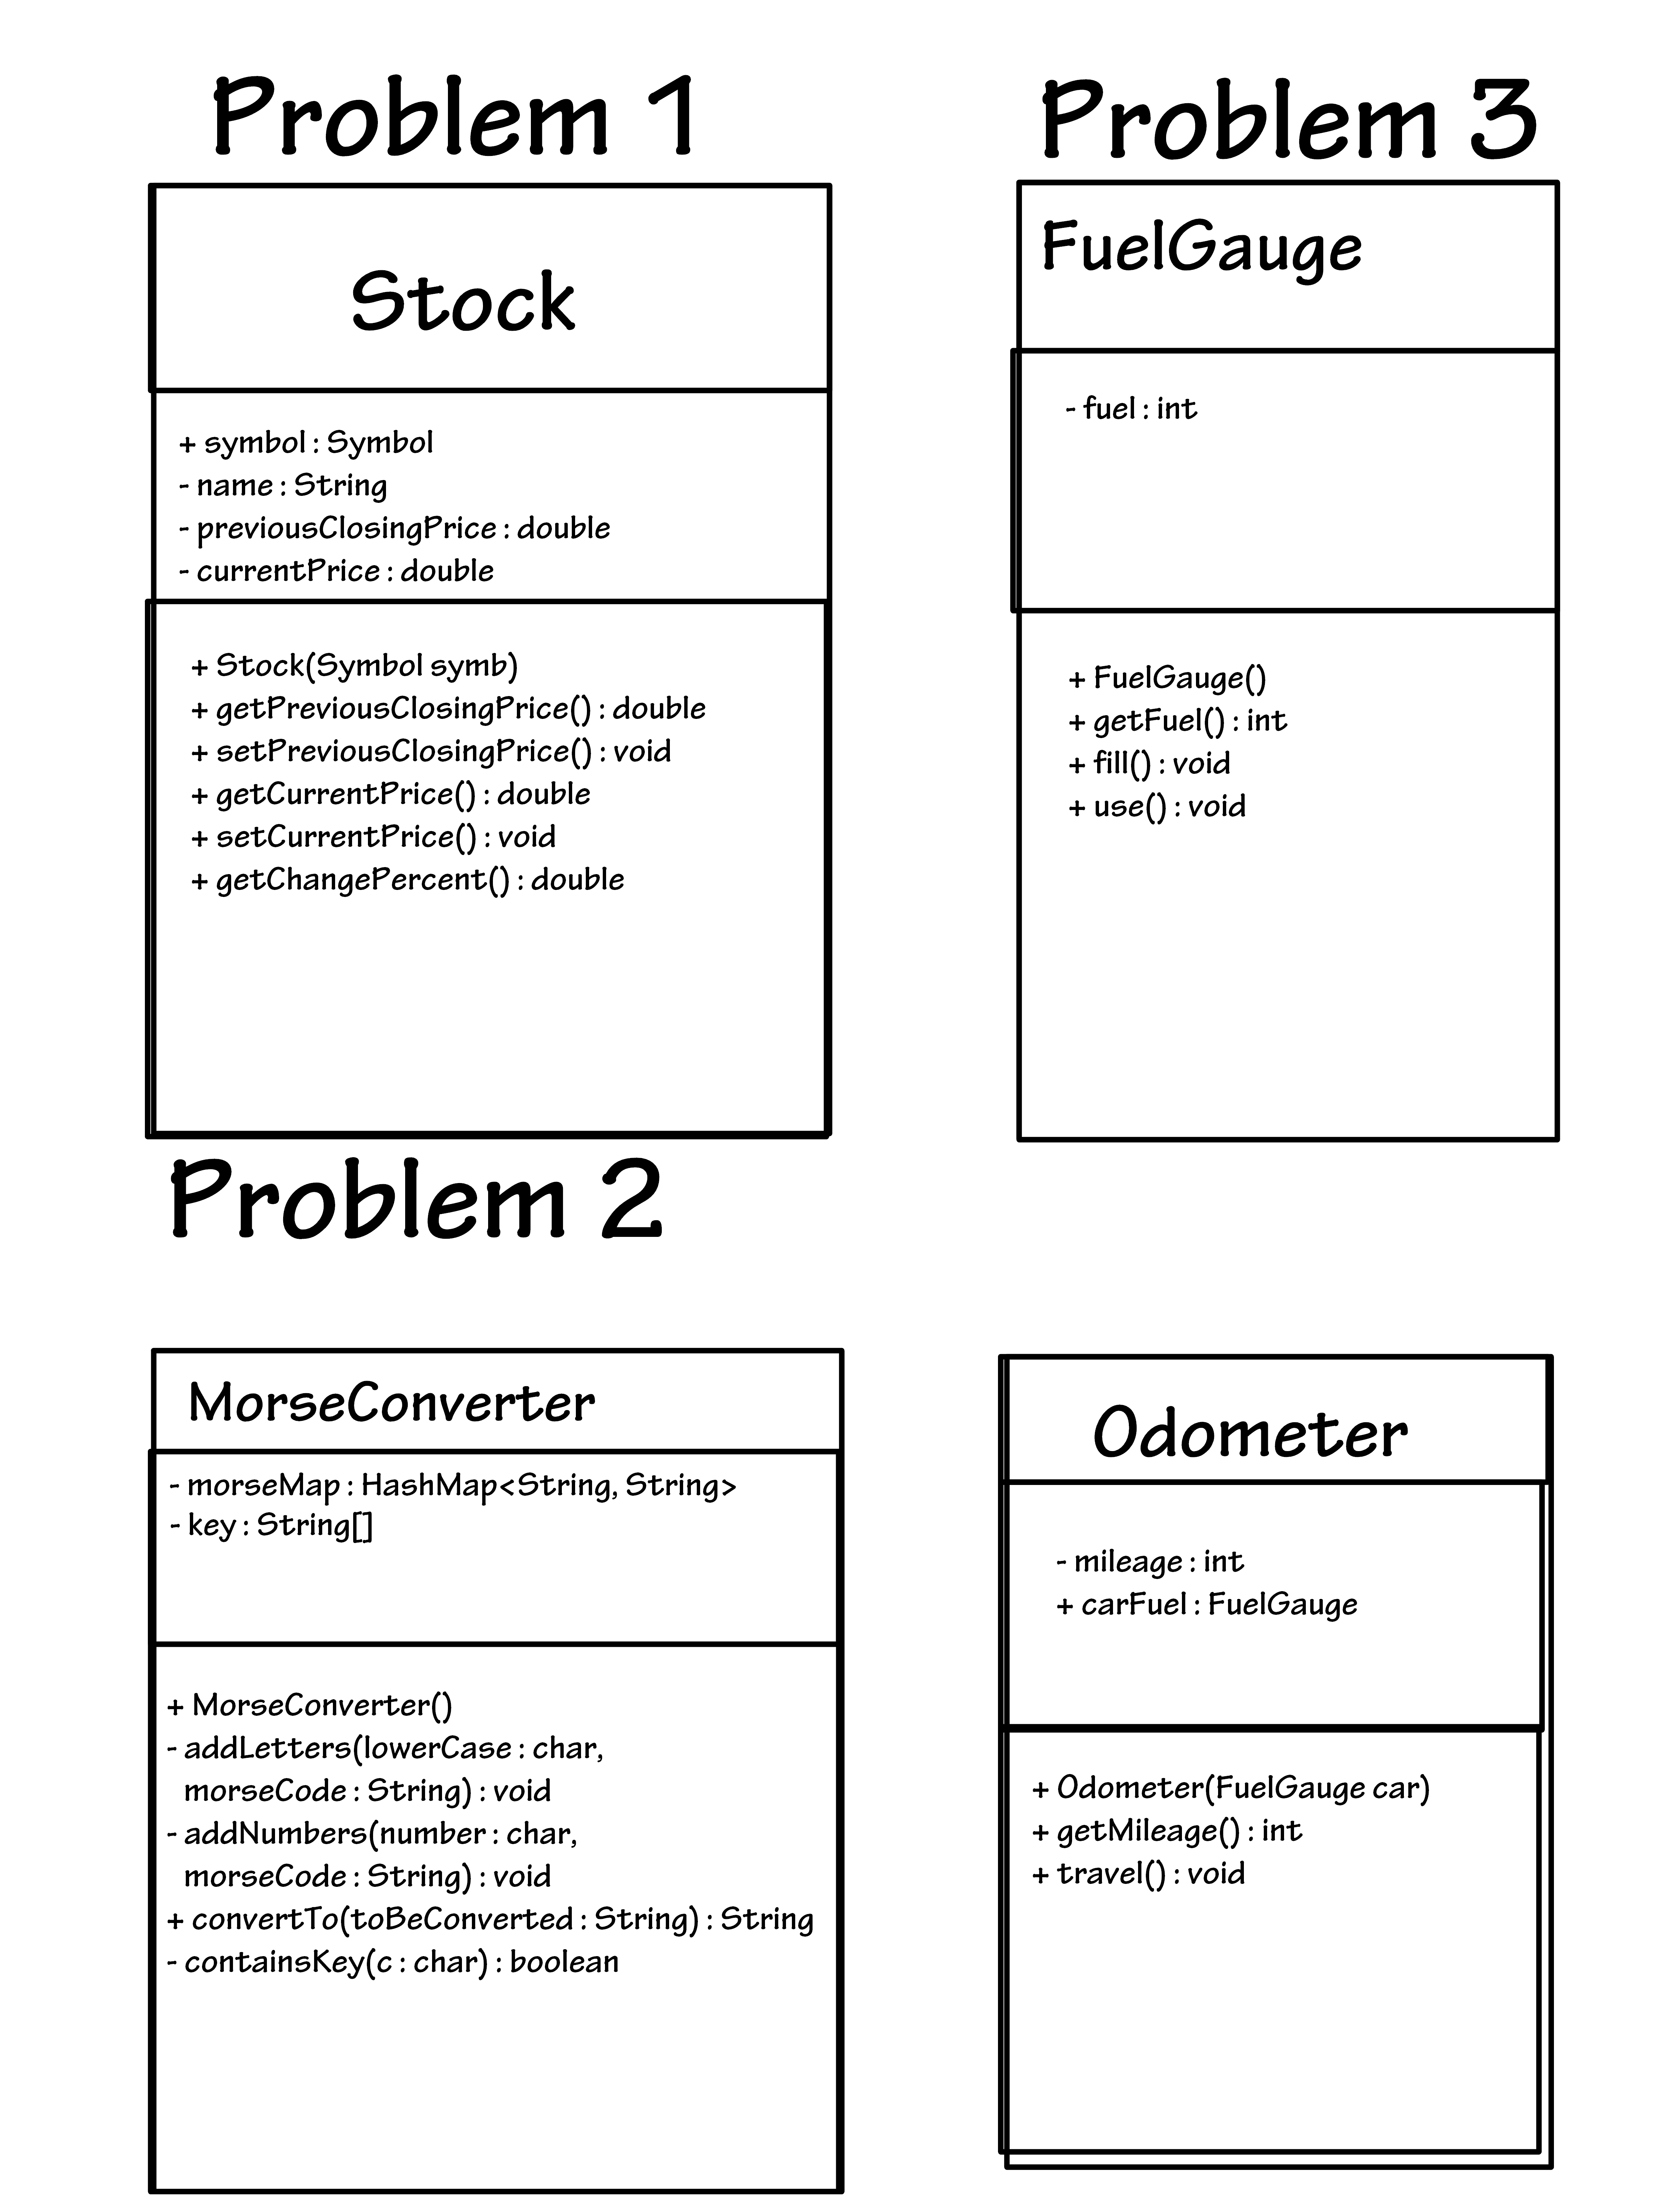 Problem 1
Stock
+ symbol : Symbol
- name : String
- previousClosingPrice : double
- currentPrice : double
+ Stock(Symbol symb)
+ getPreviousClosingPrice() : double
+ setPreviousClosingPrice() : void
+ getCurrentPrice() : double
+ setCurrentPrice() : void
+ getChangePercent() : double
Problem 2
MorseConverter
- morseMap : HashMap<String, String>
- key : String[]
+ MorseConverter()
- addLetters(lowerCase : char,
morseCode : String) : void
- addNumbers(number : char,
morseCode : String) : void
+ convertTo(toBeConverted : String) : String
- containsKey(c : char) : boolean
Problem 3
FuelGauge
- fuel : int
+ FuelGauge()
+ getFuel() : int
+ fill() : void
+ use() : void
Odometer
- mileage : int
+ carFuel : FuelGauge
+ Odometer(FuelGauge car)
+ getMileage() : int
+ travel() : void